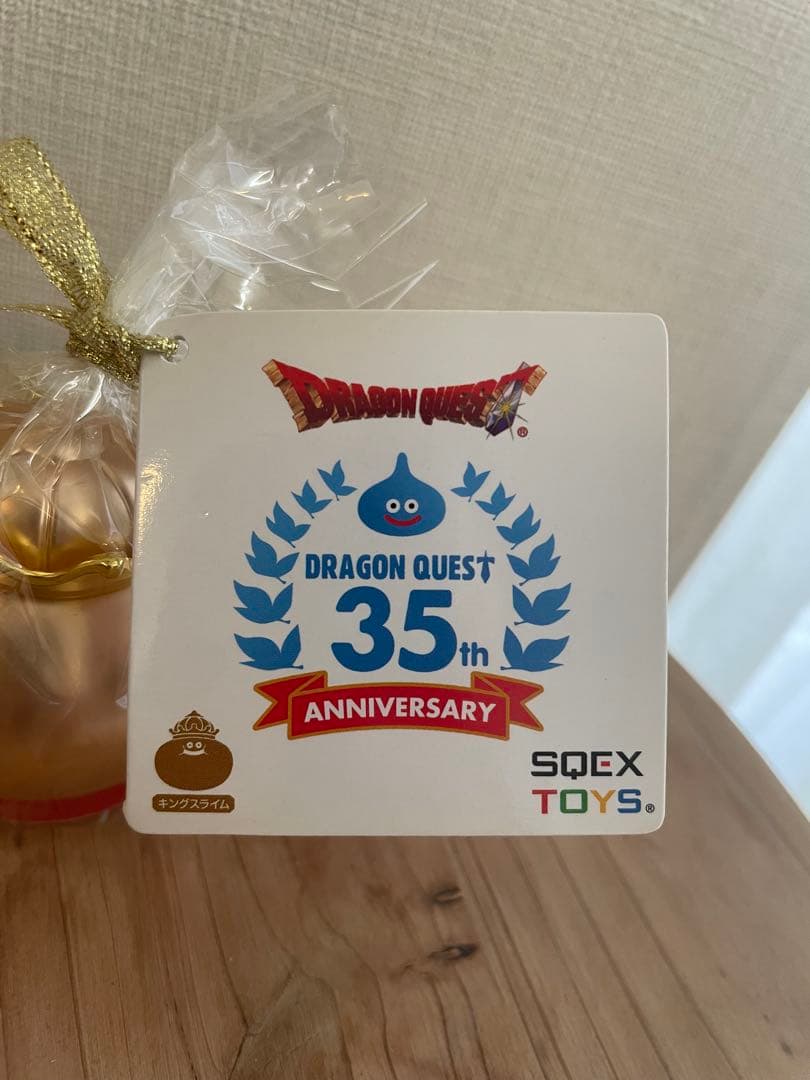 DRAGON QUEST®
DRAGON QUEST
35th
ANNIVERSARY
キングスライム
SQEX
TOYS®